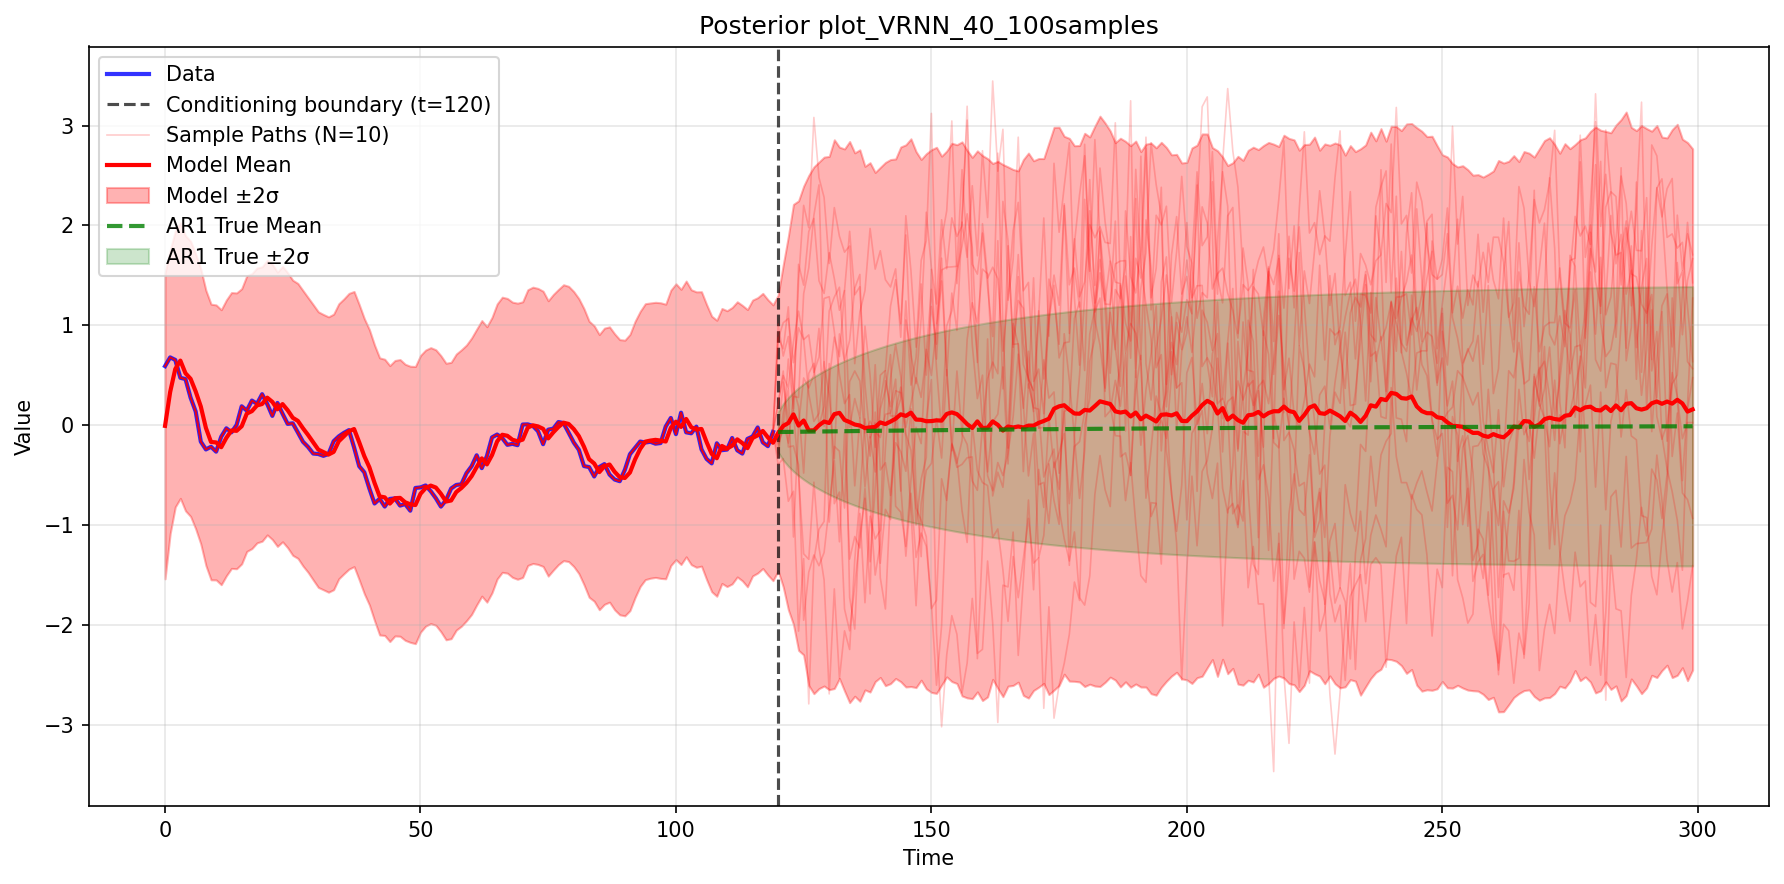 Posterior plot_VRNN_40_100samples
Data
Conditioning boundary (t=120)
Sample Paths (N=10)
Model Mean
Model ±2σ
AR1 True Mean
AR1 True ±2σ
3
2
1
0
−1
−2
−3
Value
0 50 100 150 200 250 300
Time